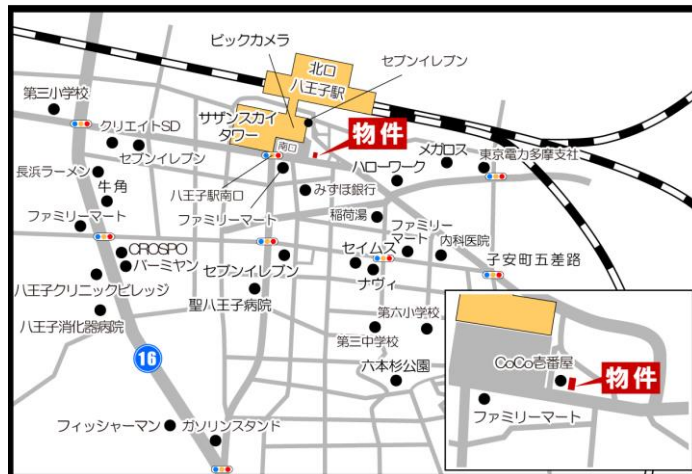 ビックカメラ
セブンイレブン
北口
八王子駅
第三小学校
サザンスカイ
タワー
物件
クリエイトSD
南口
メガロス
東京電力多摩支社
セブンイレブン
ハローワーク
長浜ラーメン
八王子駅南口
みずほ銀行
牛角
ファミリーマート
稲荷湯
ファミリーマート
ファミリー
マート
内科医院
CROSPO
セイムス
子安町五差路
バーミヤン
セブンイレブン
ナヴィ
八王子クリニックビレッジ
聖八王子病院
第六小学校
八王子消化器病院
第三中学校
16
六本杉公園
CoCo壱番屋
物件
ファミリーマート
フィッシャーマン
ガソリンスタンド